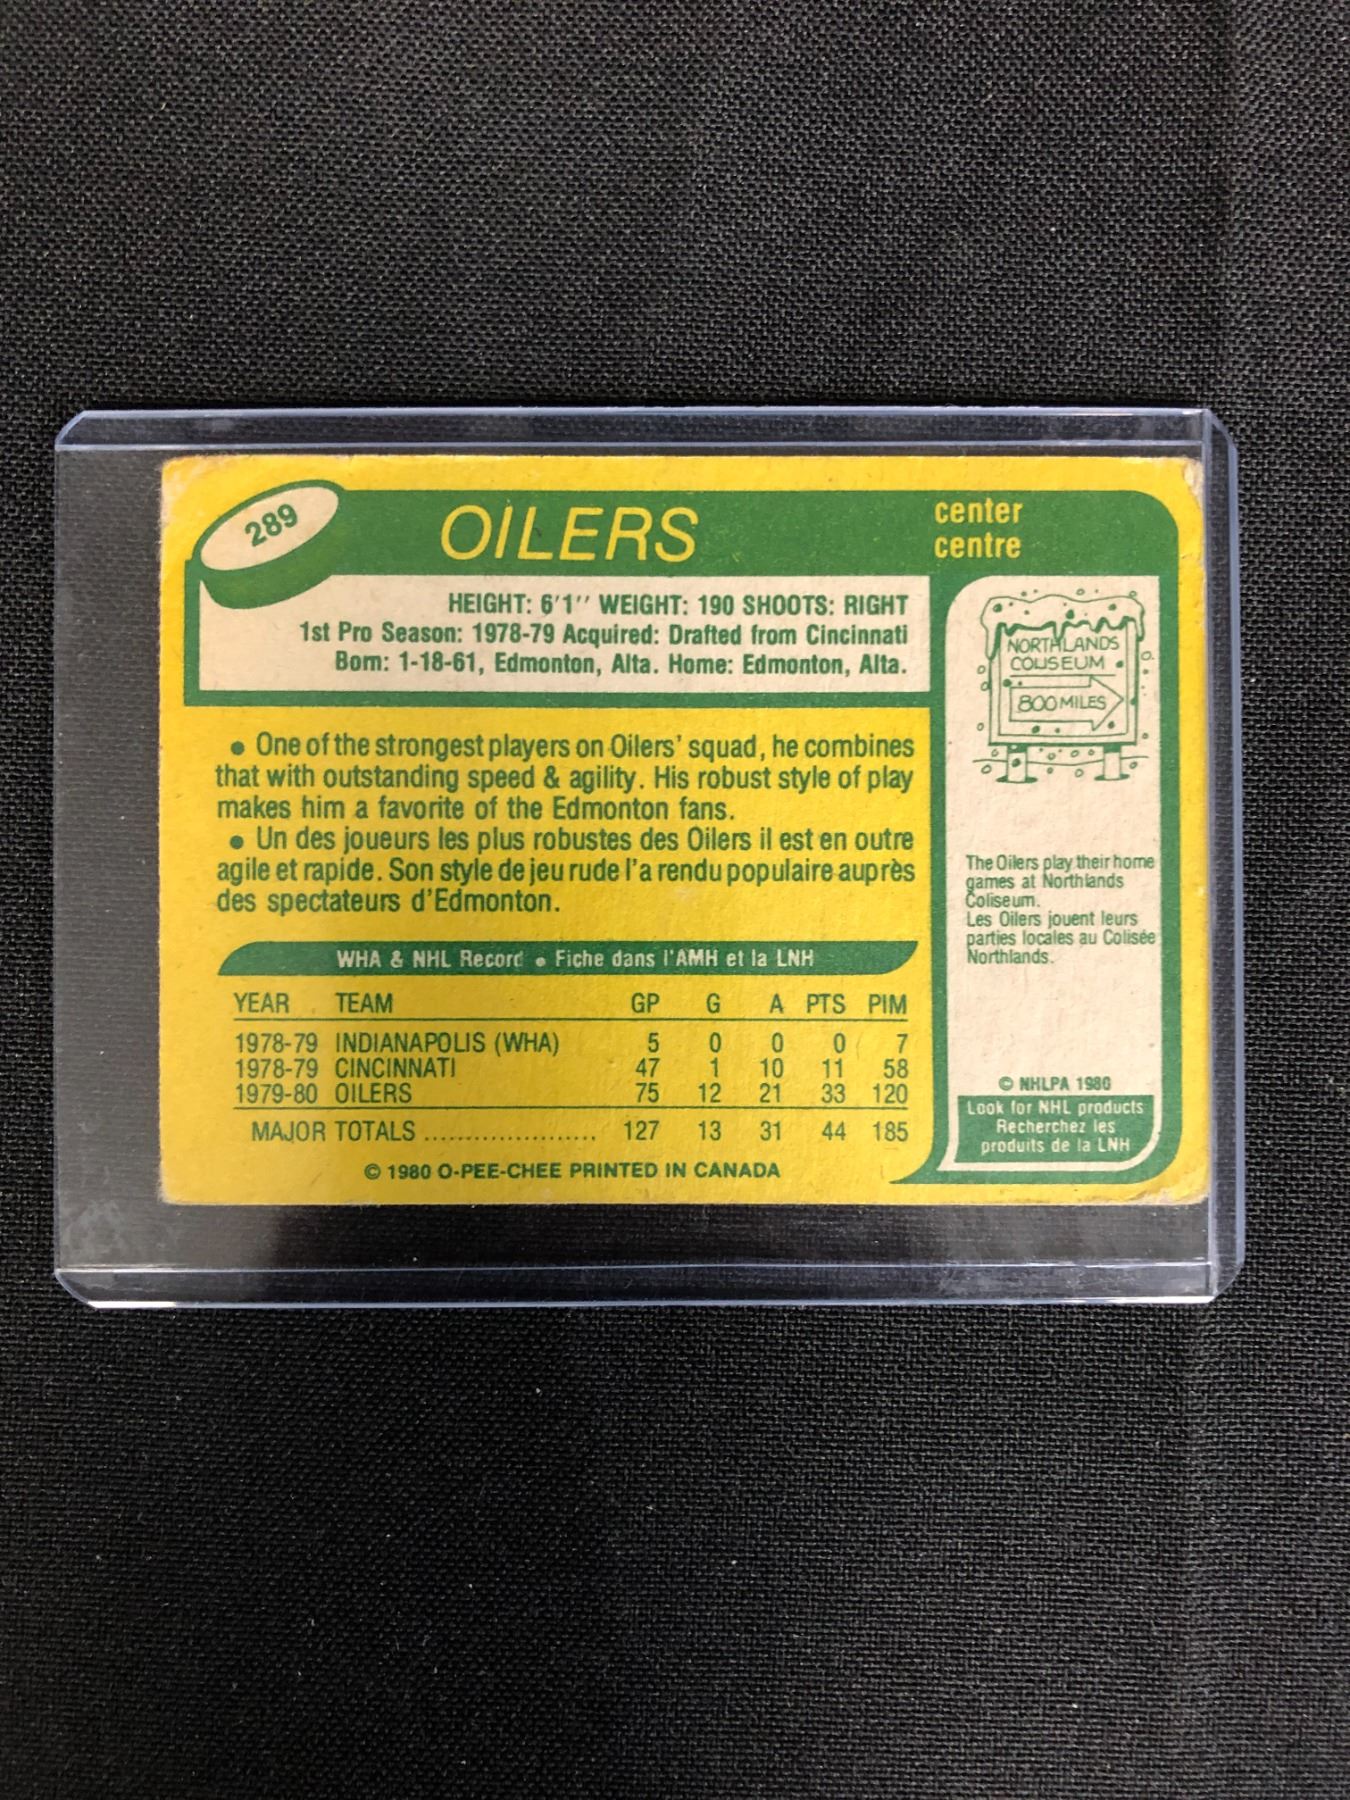 289
OILERS
center
centre
HEIGHT: 6'1'' WEIGHT: 190 SHOOTS: RIGHT
1st Pro Season: 1978-79 Acquired: Drafted from Cincinnati
Born: 1-18-61, Edmonton, Alta. Home: Edmonton, Alta.
• One of the strongest players on Oilers' squad, he combines
that with outstanding speed & agility. His robust style of play
makes him a favorite of the Edmonton fans.
• Un des joueurs les plus robustes des Oilers il est en outre
agile et rapide. Son style de jeu rude l'a rendu populaire auprès
des spectateurs d'Edmonton.
WHA & NHL Record • Fiche dans l'AMH et la LNH
YEAR TEAM GP G A PTS PIM
1978-79 INDIANAPOLIS (WHA) 5 0 0 0 7
1978-79 CINCINNATI 47 1 10 11 58
1979-80 OILERS 75 12 21 33 120
MAJOR TOTALS ..................... 127 13 31 44 185
© 1980 O-PEE-CHEE PRINTED IN CANADA
NORTHLANDS
COLISEUM
800 MILES
The Oilers play their home
games at Northlands
Coliseum.
Les Oilers jouent leurs
parties locales au Colisée
Northlands.
© NHLPA 1980
Look for NHL products
Recherchez les
produits de la LNH